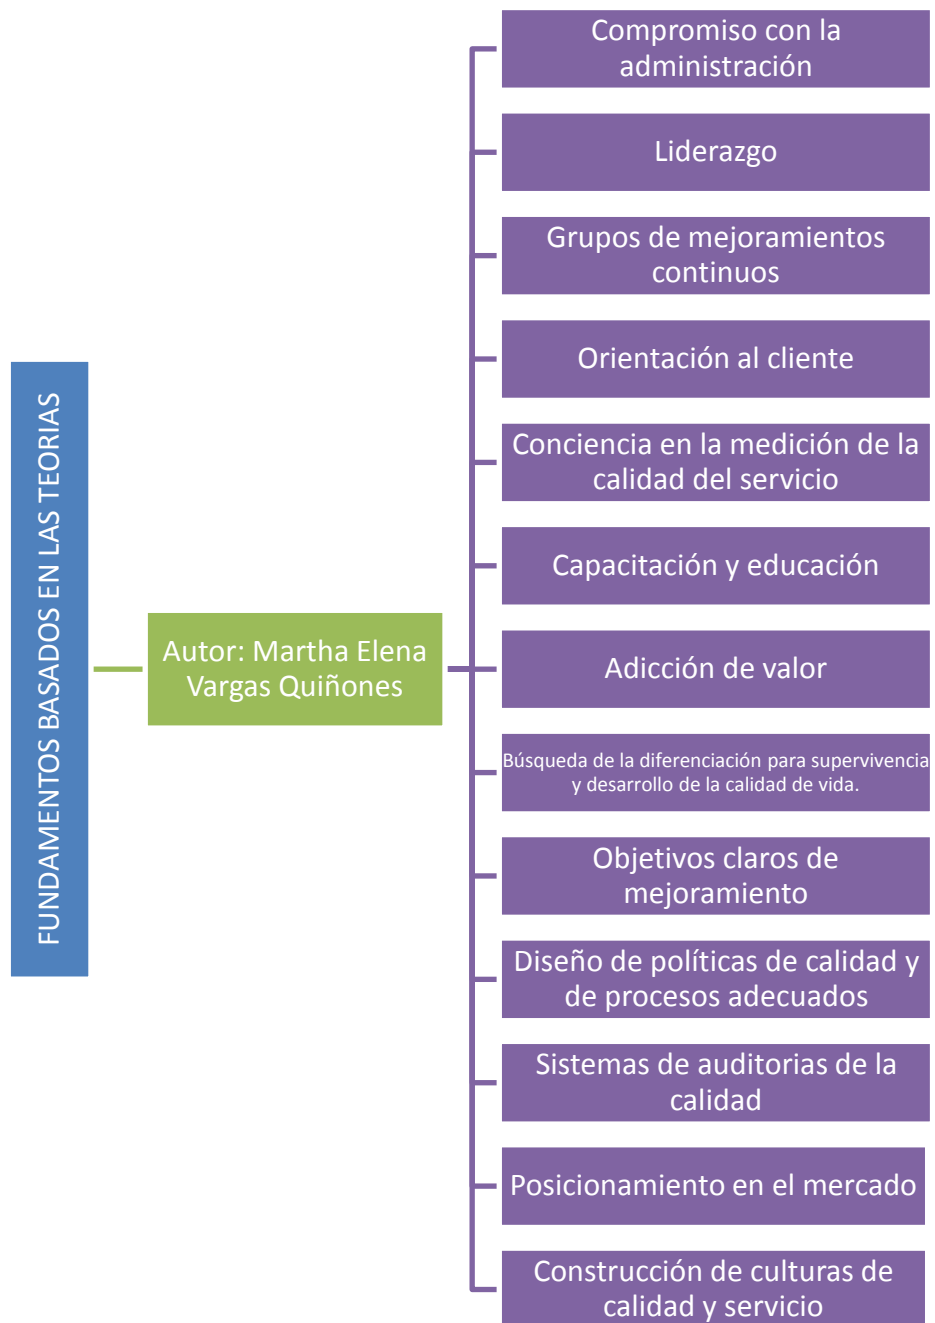 FUNDAMENTOS BASADOS EN LAS TEORIAS
Autor: Martha Elena
Vargas Quiñones
Compromiso con la
administración
Liderazgo
Grupos de mejoramientos
continuos
Orientación al cliente
Conciencia en la medición de la
calidad del servicio
Capacitación y educación
Adicción de valor
Búsqueda de la diferenciación para supervivencia
y desarrollo de la calidad de vida.
Objetivos claros de
mejoramiento
Diseño de políticas de calidad y
de procesos adecuados
Sistemas de auditorias de la
calidad
Posicionamiento en el mercado
Construcción de culturas de
calidad y servicio